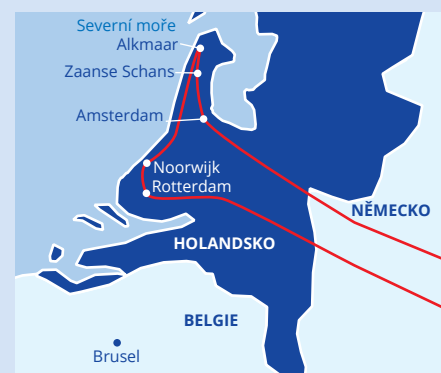 Severní moře
Alkmaar
Zaanse Schans
Amsterdam
Noorwijk
Rotterdam
NĚMECKO
HOLANDSKO
BELGIE
Brusel